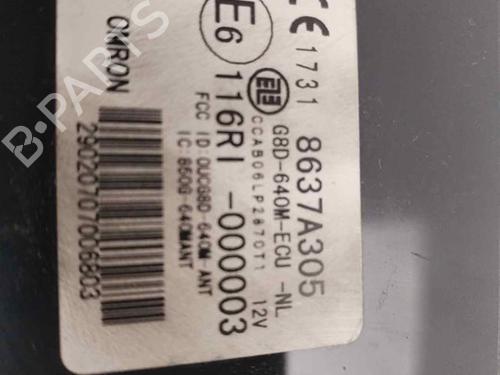 CE 1731 8637A305
G8D-640M-ECU -NL
CCAB06LP2870T1 12V
E6 116RI -000003
FCC ID:OUCG8D-640M-ANT
IC:850G-640MANT
OMRON
29020707006803
B-PARTS